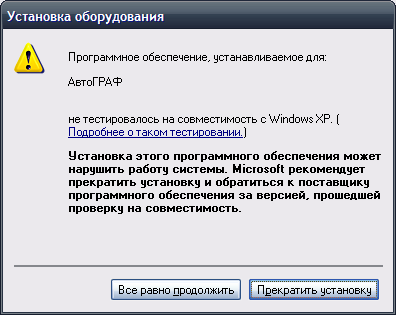 Установка оборудования
Программное обеспечение, устанавливаемое для:
АвтоГРАФ
не тестировалось на совместимость с Windows XP. (
Подробнее о таком тестировании.)
Установка этого программного обеспечения может
нарушить работу системы. Microsoft рекомендует
прекратить установку и обратиться к поставщику
программного обеспечения за версией, прошедшей
проверку на совместимость.
Все равно продолжить
Прекратить установку